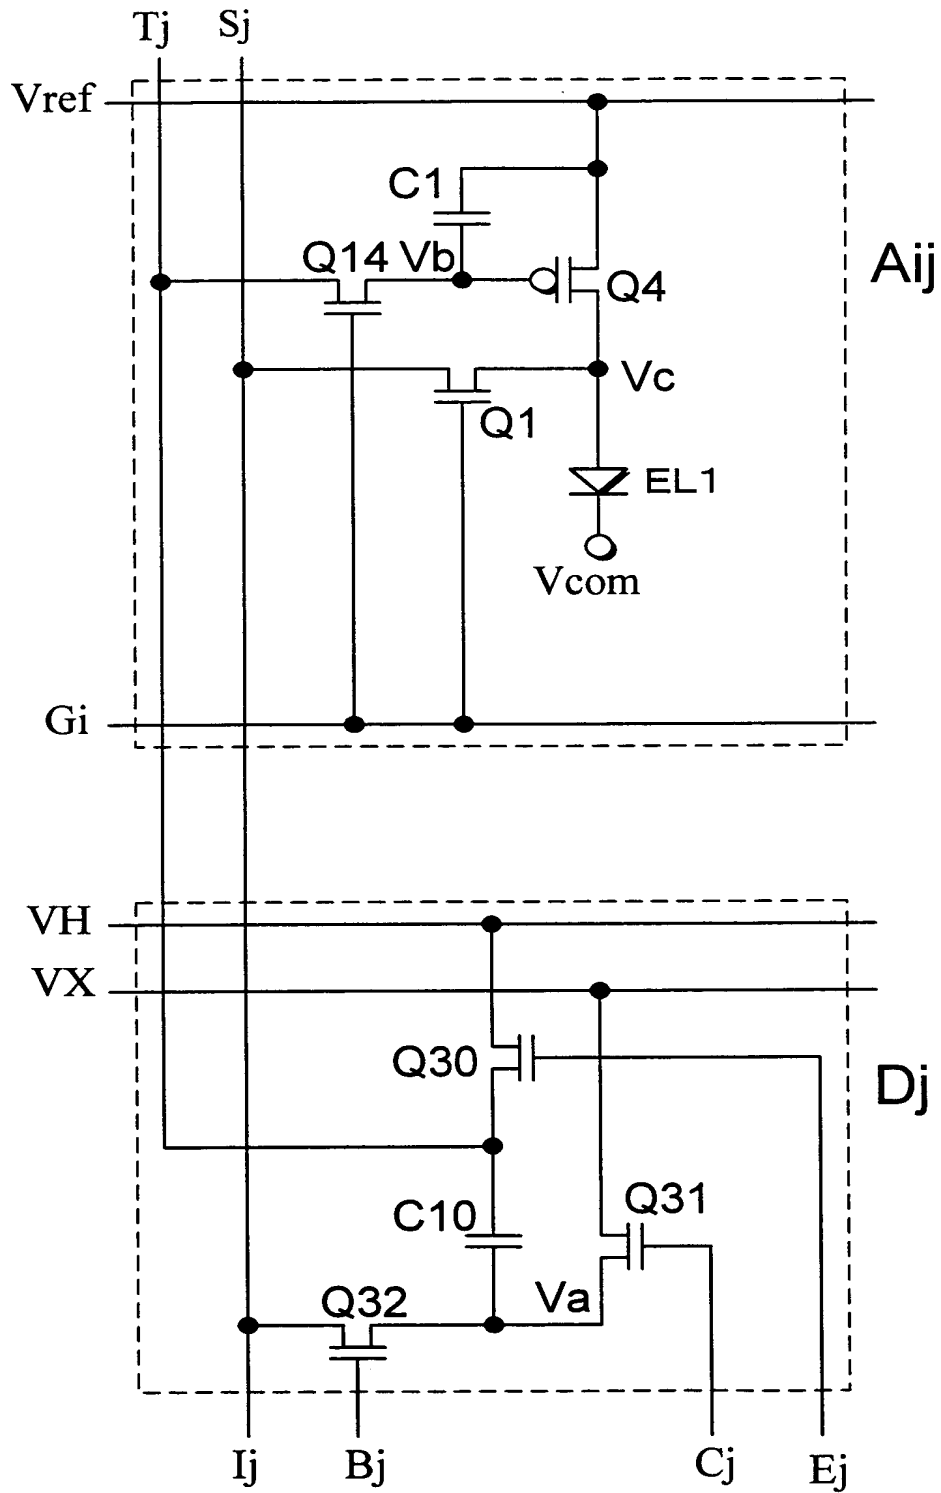 Tj Sj
Vref
C1
Aij
Q14 Vb
Q4
Vc
Q1
EL1
Vcom
Gi
VH
VX
Q30
Dj
Q31
C10
Va
Q32
Ij Bj Cj Ej